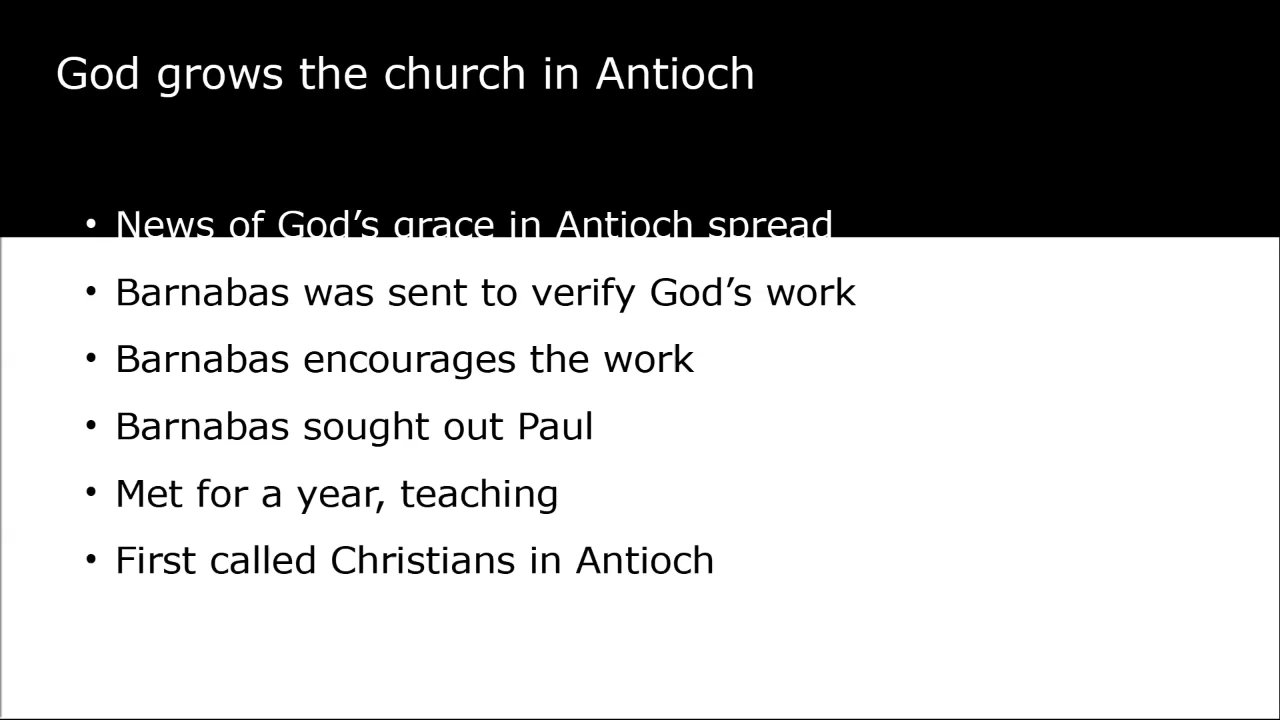 God grows the church in Antioch
• News of God’s grace in Antioch spread
• Barnabas was sent to verify God’s work
• Barnabas encourages the work
• Barnabas sought out Paul
• Met for a year, teaching
• First called Christians in Antioch